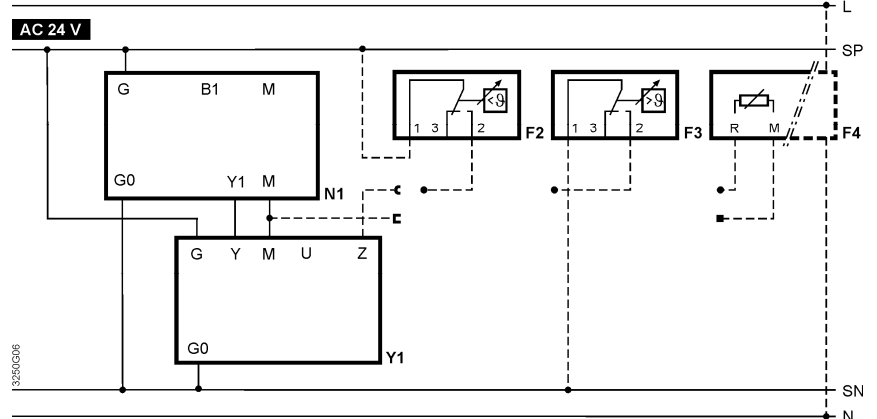 L
AC 24 V
SP
G B1 M
<ϑ
>ϑ
1 3 2
F2
1 3 2
F3
R M
F4
G0 Y1 M
N1
G Y M U Z
G0
Y1
3250G06
SN
N